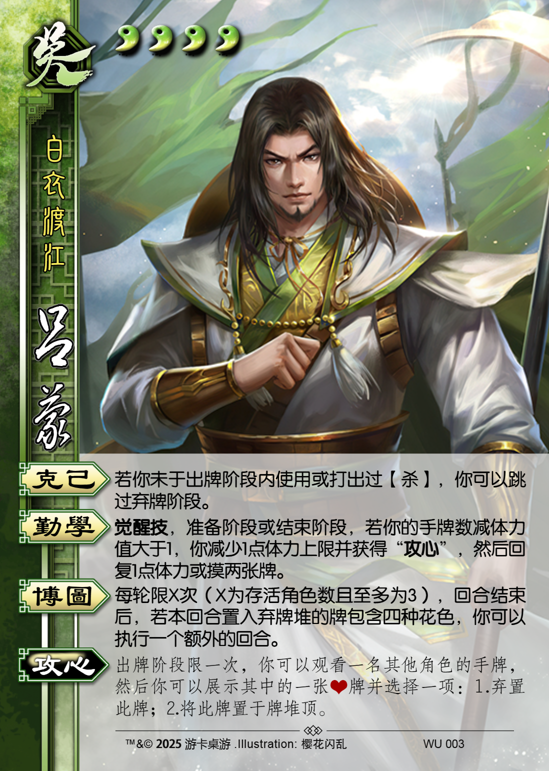 吴
白衣渡江
吕蒙
克己
若你未于出牌阶段内使用或打出过【杀】，你可以跳
过弃牌阶段。
勤學
觉醒技，准备阶段或结束阶段，若你的手牌数减体力
值大于1，你减少1点体力上限并获得“攻心”，然后回
复1点体力或摸两张牌。
博圖
每轮限X次（X为存活角色数且至多为3），回合结束
后，若本回合置入弃牌堆的牌包含四种花色，你可以
执行一个额外的回合。
攻心
出牌阶段限一次，你可以观看一名其他角色的手牌，
然后你可以展示其中的一张❤牌并选择一项：1.弃置
此牌；2.将此牌置于牌堆顶。
™&© 2025 游卡桌游 .Illustration: 樱花闪乱 WU 003